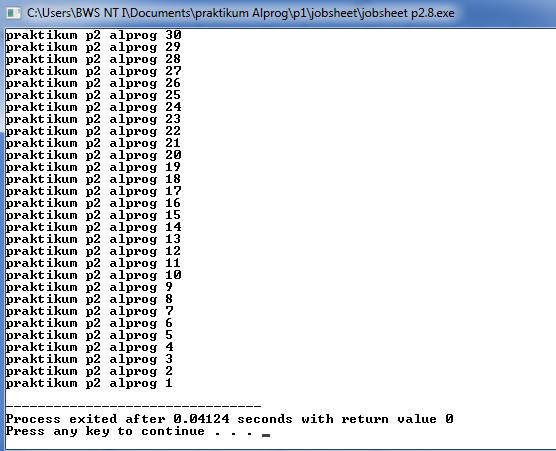 C:\Users\BWS NT I\Documents\praktikum Alprog\p1\jobsheet\jobsheet p2.8.exe
praktikum p2 alprog 30
praktikum p2 alprog 29
praktikum p2 alprog 28
praktikum p2 alprog 27
praktikum p2 alprog 26
praktikum p2 alprog 25
praktikum p2 alprog 24
praktikum p2 alprog 23
praktikum p2 alprog 22
praktikum p2 alprog 21
praktikum p2 alprog 20
praktikum p2 alprog 19
praktikum p2 alprog 18
praktikum p2 alprog 17
praktikum p2 alprog 16
praktikum p2 alprog 15
praktikum p2 alprog 14
praktikum p2 alprog 13
praktikum p2 alprog 12
praktikum p2 alprog 11
praktikum p2 alprog 10
praktikum p2 alprog 9
praktikum p2 alprog 8
praktikum p2 alprog 7
praktikum p2 alprog 6
praktikum p2 alprog 5
praktikum p2 alprog 4
praktikum p2 alprog 3
praktikum p2 alprog 2
praktikum p2 alprog 1
--------------------------------
Process exited after 0.04124 seconds with return value 0
Press any key to continue . . . _